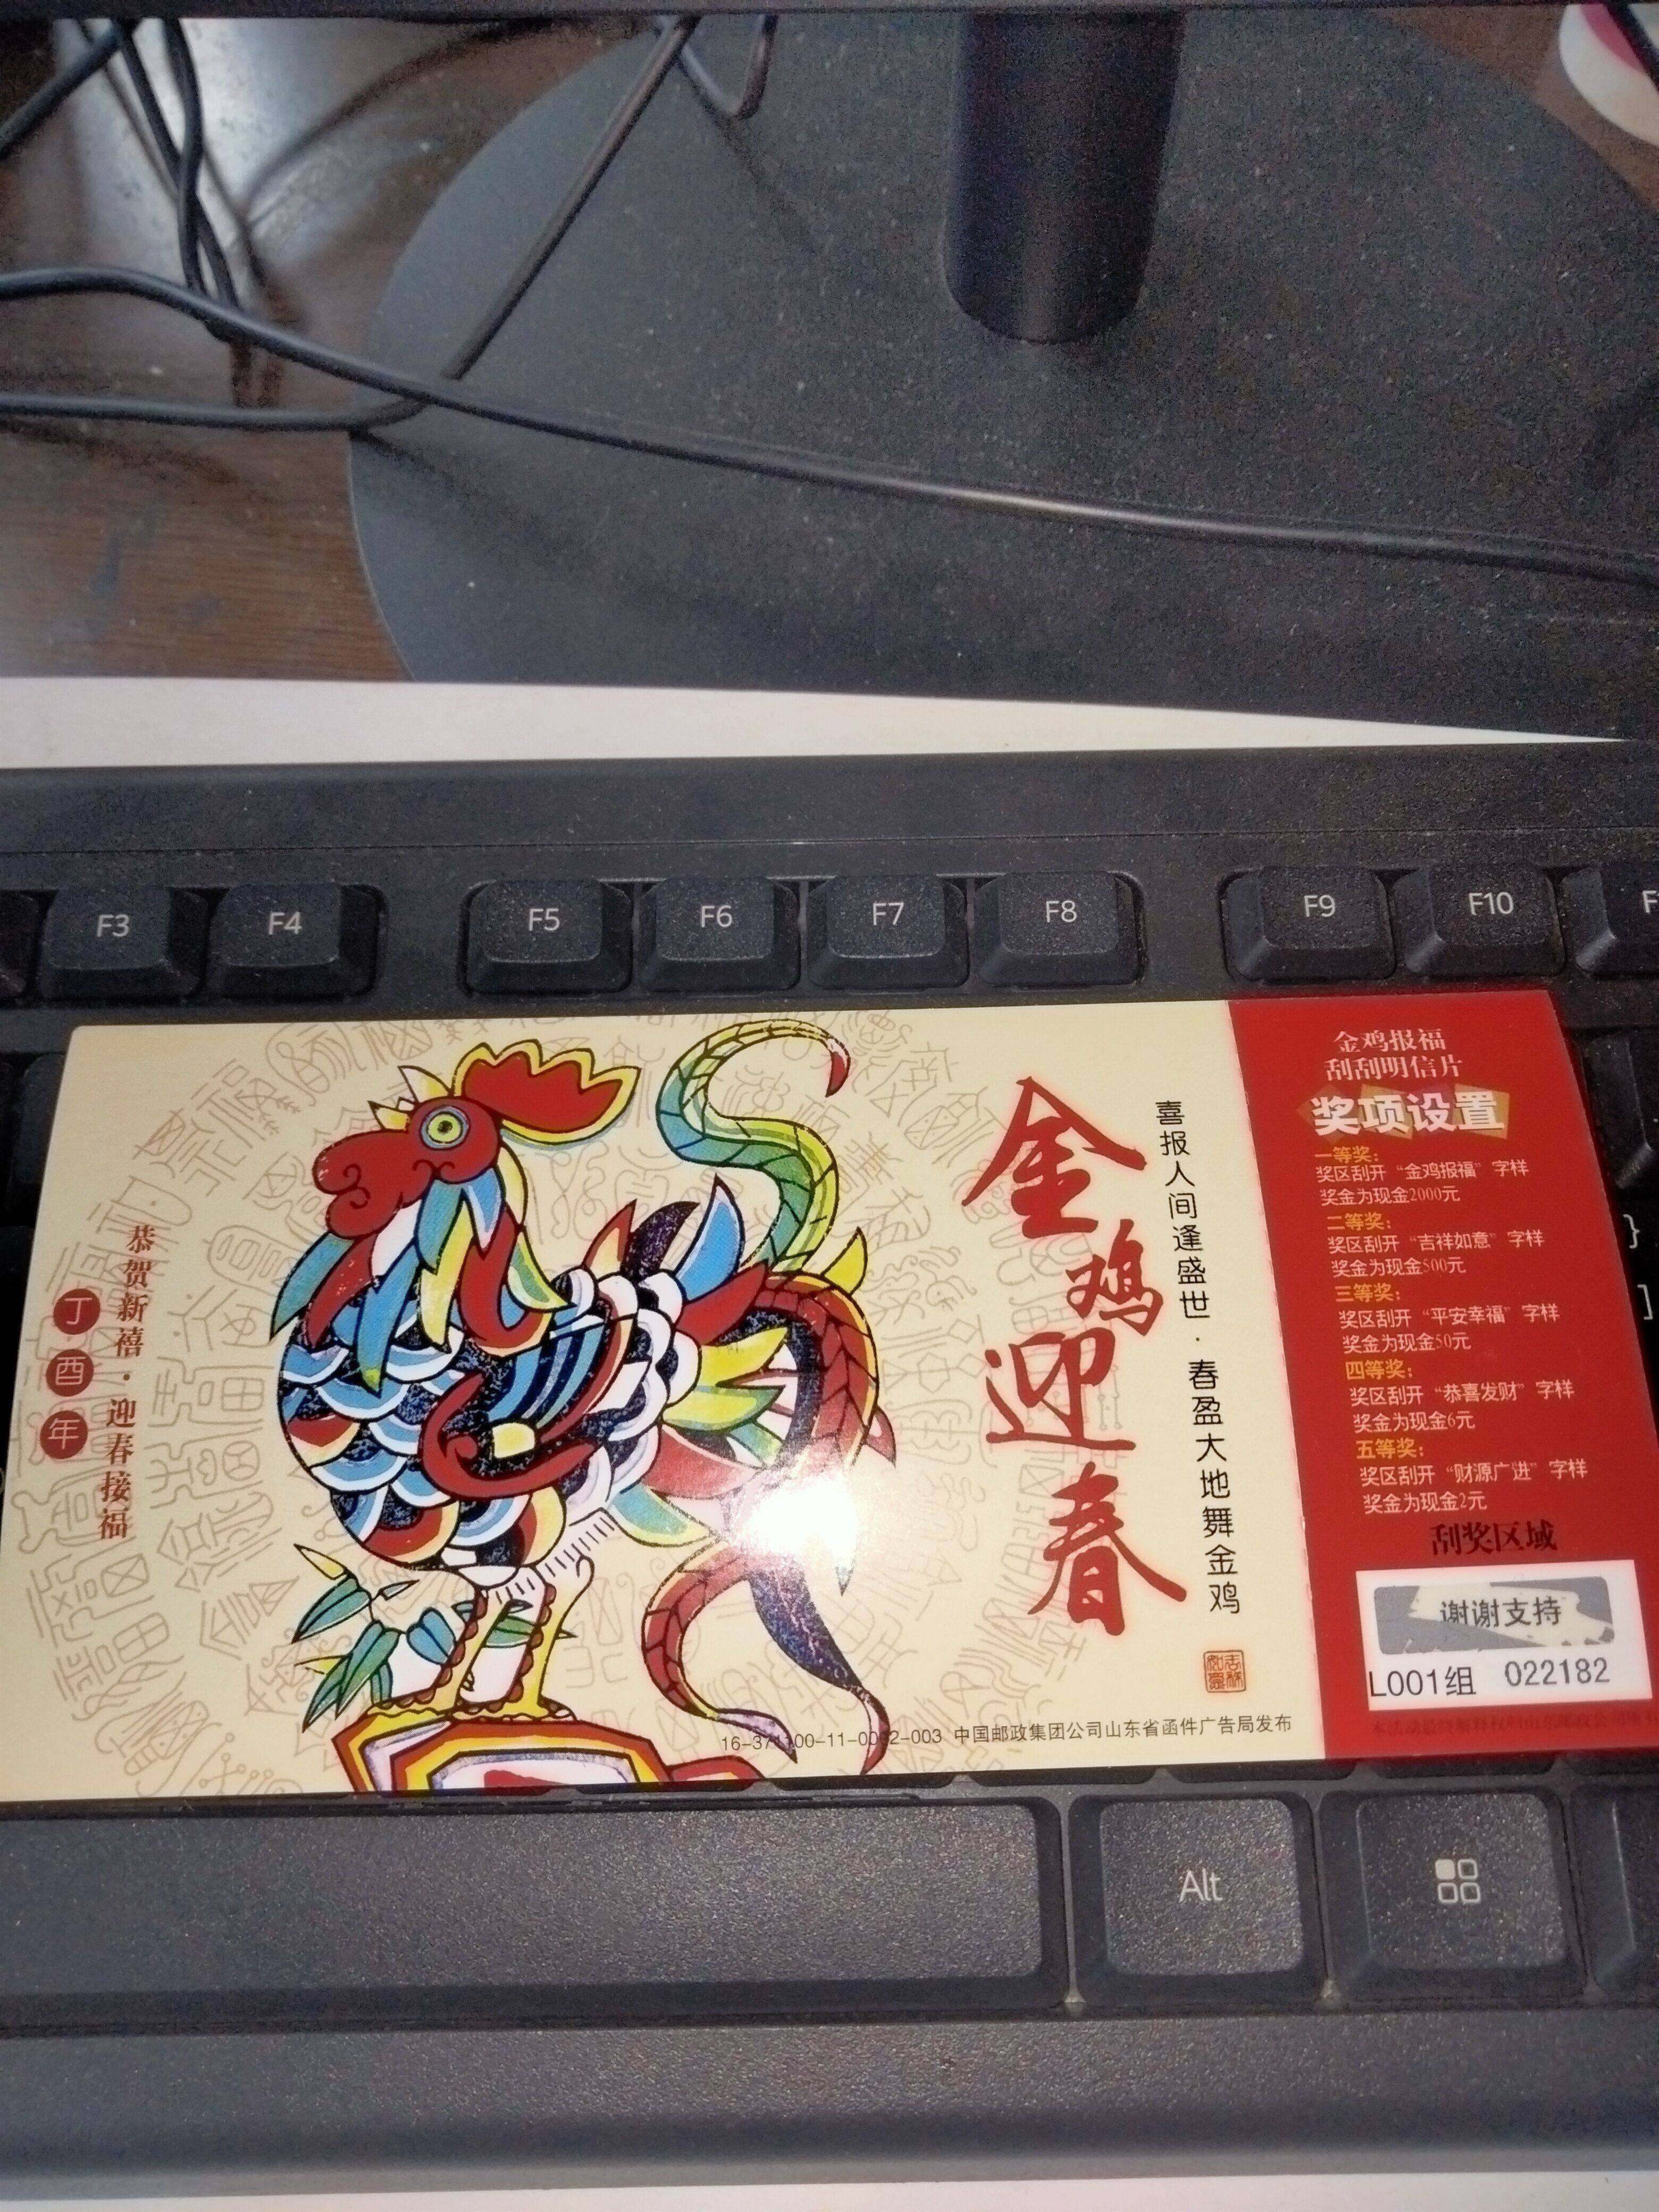 F3
F4
F5
F6
F7
F8
F9
F10
恭贺新禧·迎春接福
丁酉年
金鸡迎春
喜报人间逢盛世·春盈大地舞金鸡
中国邮政集团公司山东省函件广告局发布
金鸡报福
刮刮明信片
奖项设置
一等奖:
奖区刮开“金鸡报福”字样
奖金为现金2000元
二等奖:
奖区刮开“吉祥如意”字样
奖金为现金500元
三等奖:
奖区刮开“平安幸福”字样
奖金为现金50元
四等奖:
奖区刮开“恭喜发财”字样
奖金为现金6元
五等奖:
奖区刮开“财源广进”字样
奖金为现金2元
刮奖区域
谢谢支持
L001组 022182
}
]
Alt